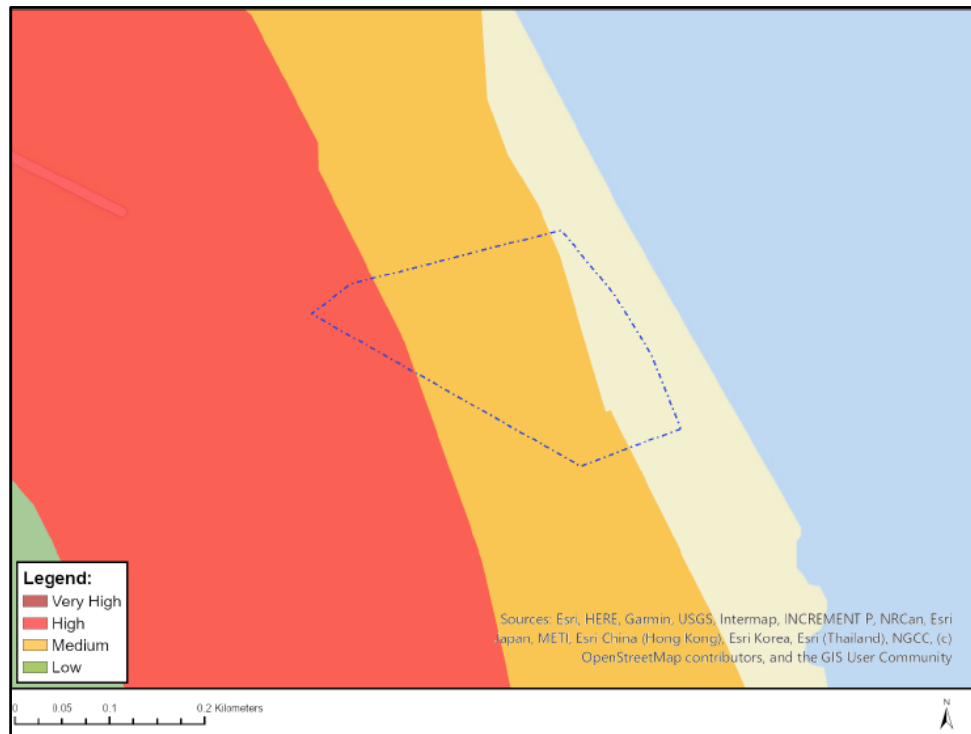 Legend:
Very High
High
Medium
Low
Sources: Esri, HERE, Garmin, USGS, Intermap, INCREMENT P, NRCan, Esri
Japan, METI, Esri China (Hong Kong), Esri Korea, Esri (Thailand), NGCC, (c)
OpenStreetMap contributors, and the GIS User Community
0 0.05 0.1 0.2 Kilometers
N